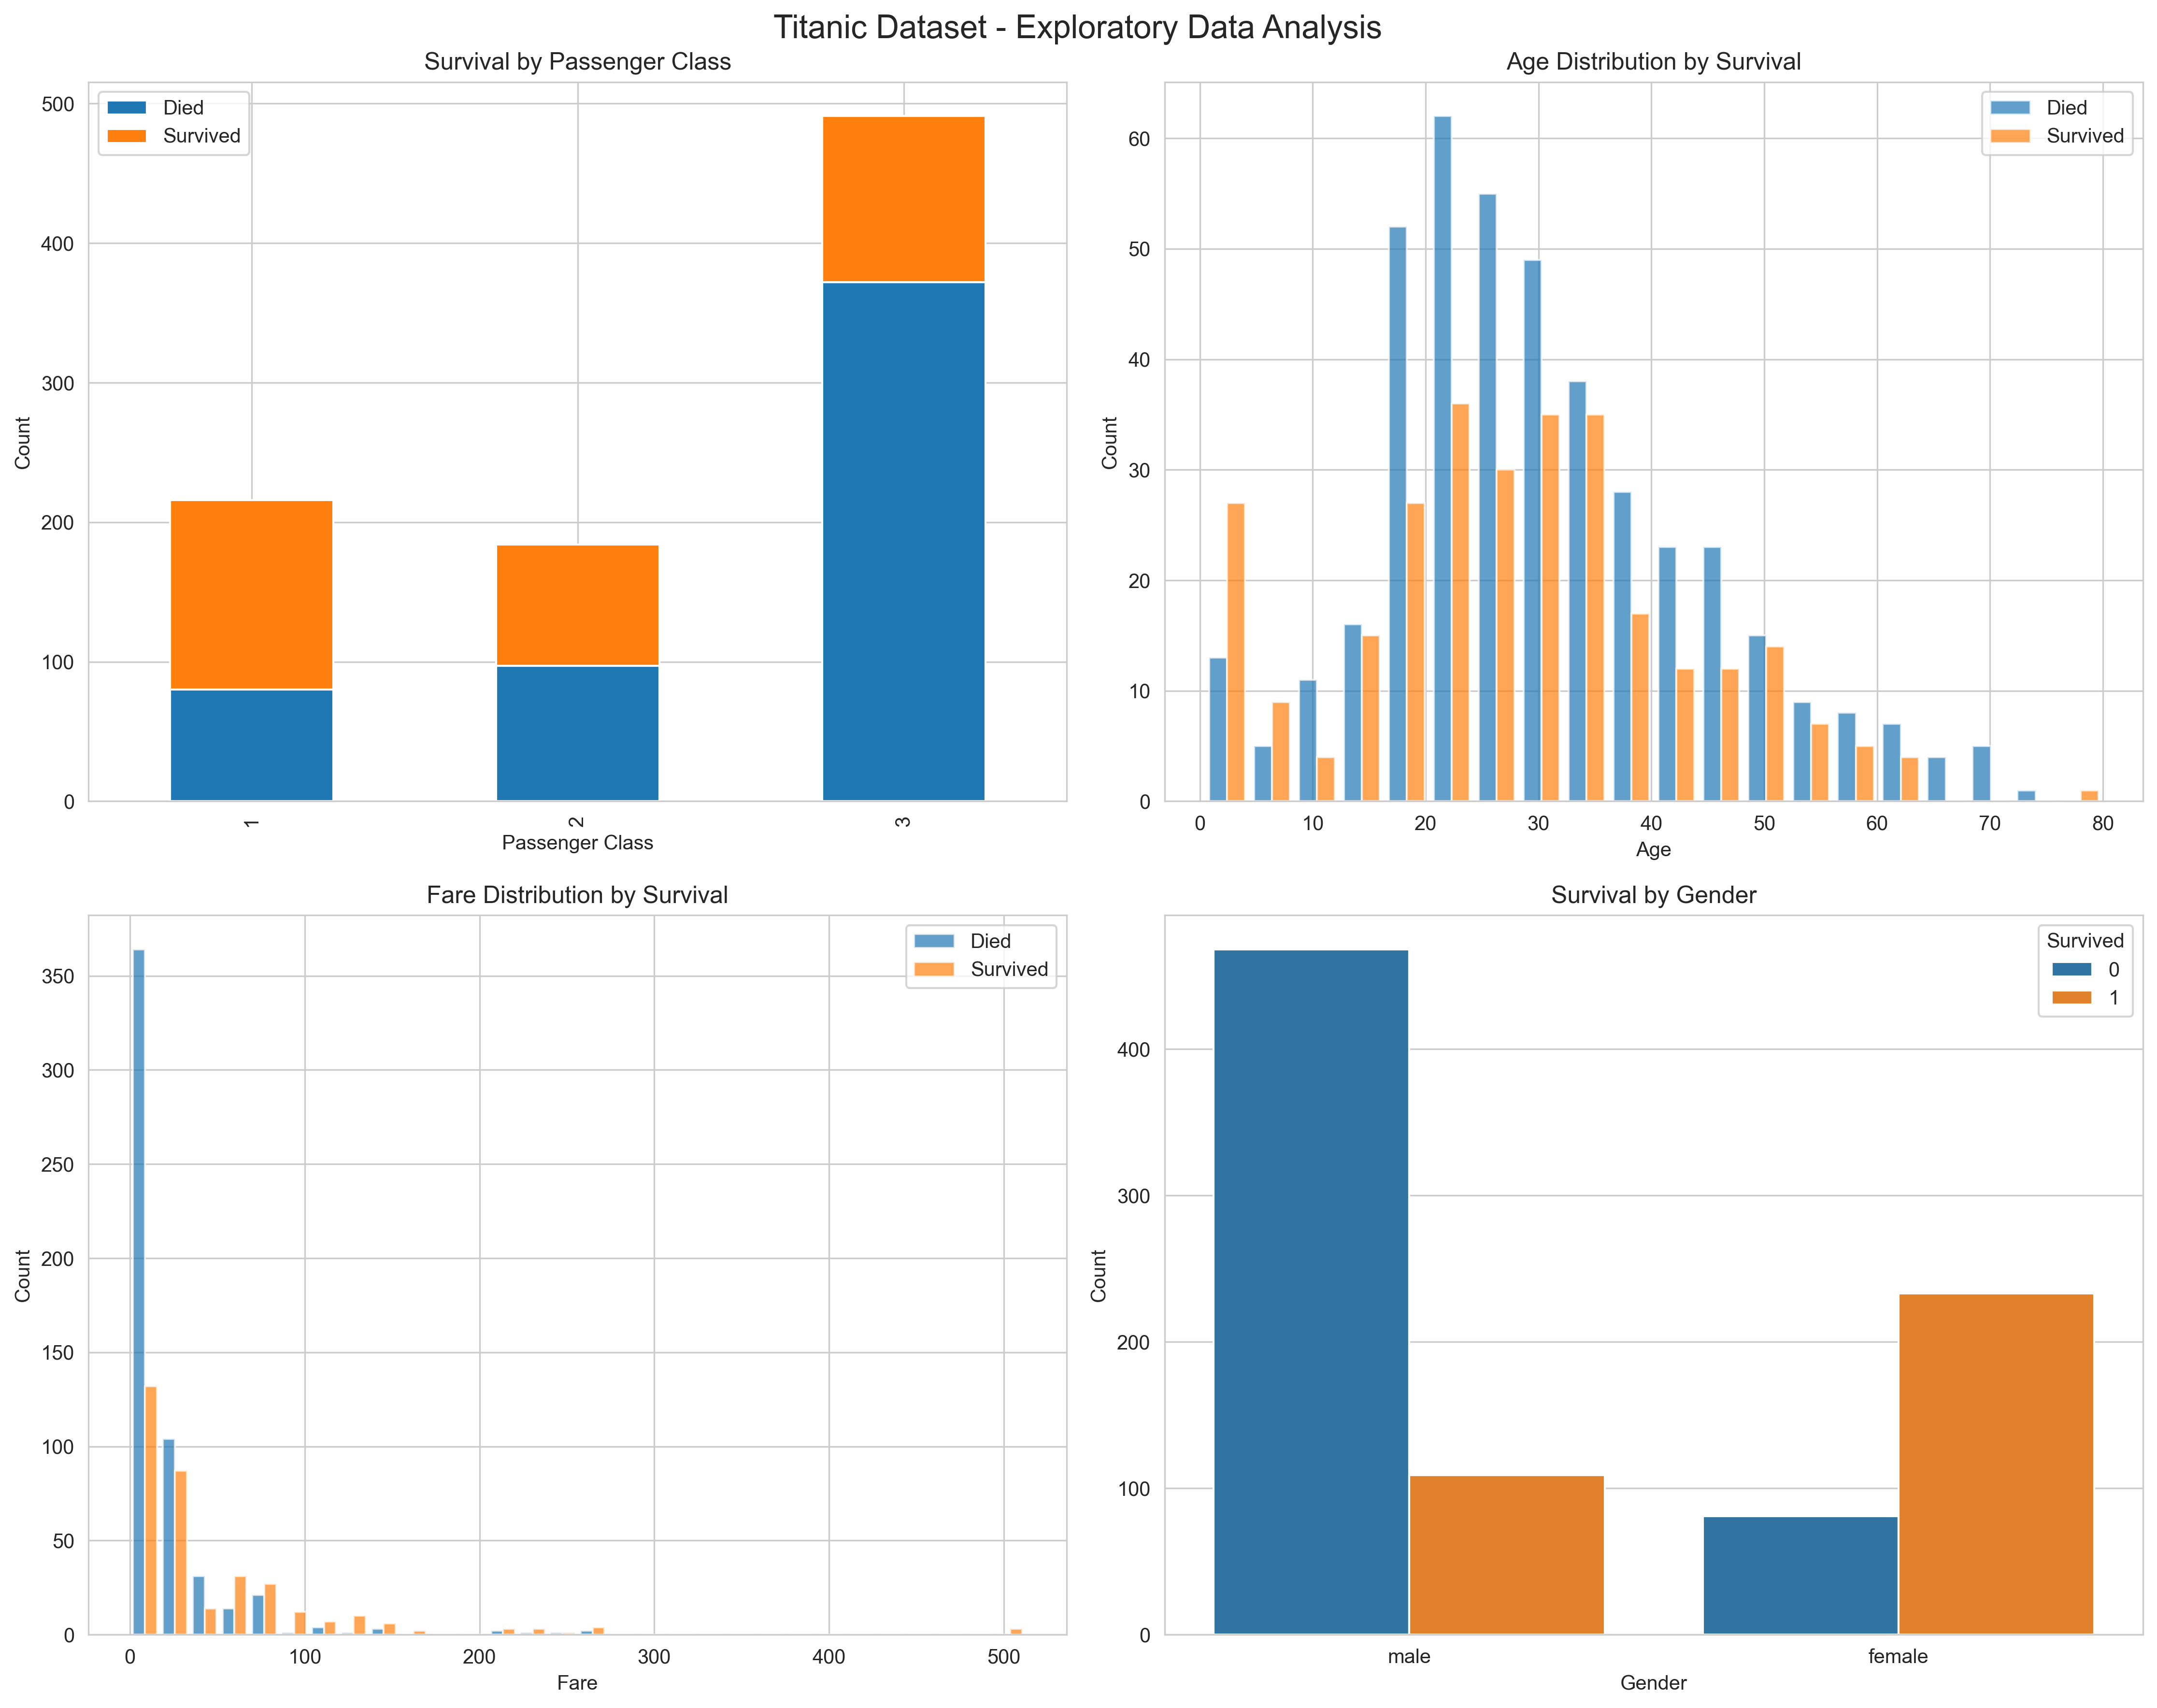 Titanic Dataset - Exploratory Data Analysis
Survival by Passenger Class
Died
Survived
500
400
300
200
100
0
Count
1
2
3
Passenger Class
Age Distribution by Survival
Died
Survived
60
50
40
30
20
10
0
Count
0 10 20 30 40 50 60 70 80
Age
Fare Distribution by Survival
Died
Survived
350
300
250
200
150
100
50
0
Count
0 100 200 300 400 500
Fare
Survival by Gender
Survived
0
1
400
300
200
100
0
Count
male female
Gender